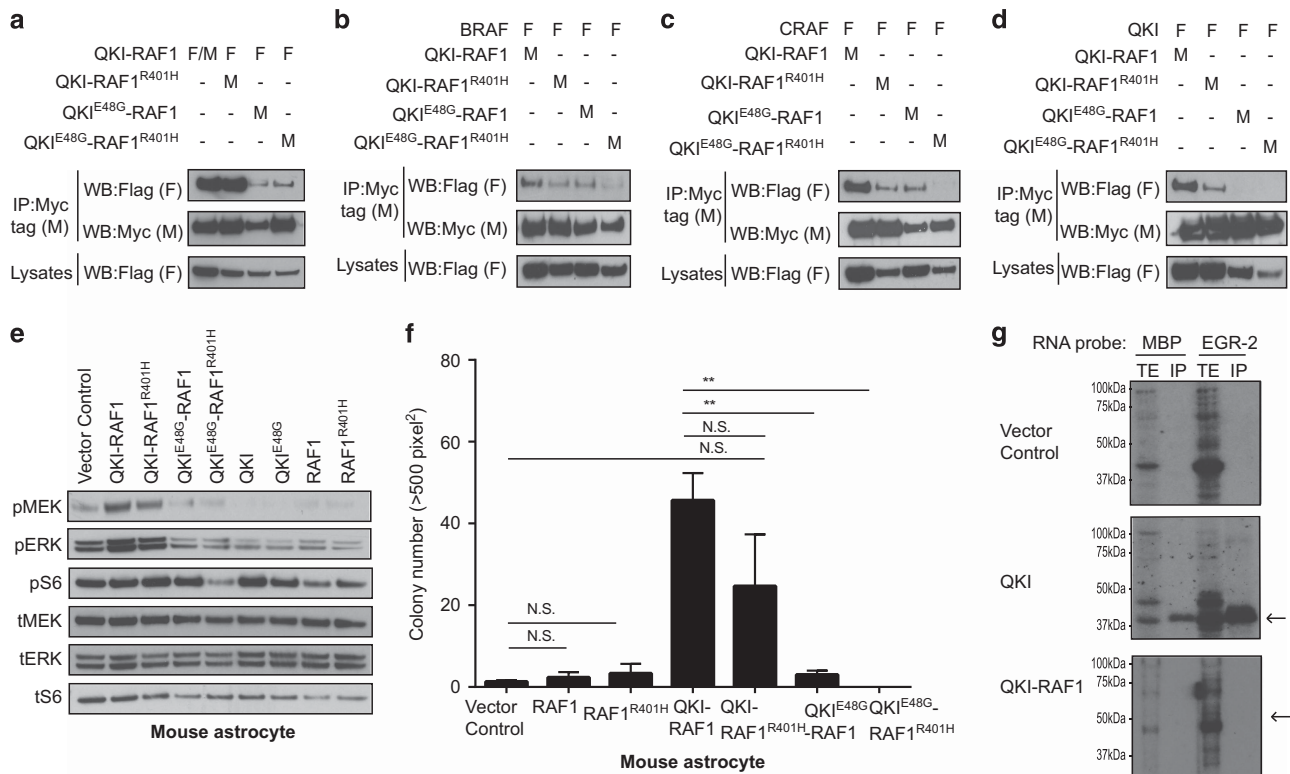 a
QKI-RAF1 F/M F F F
QKI-RAF1R401H - M - -
QKIE48G-RAF1 - - M -
QKIE48G-RAF1R401H - - - M
IP:Myc tag (M)
WB:Flag (F)
WB:Myc (M)
Lysates WB:Flag (F)
b
BRAF F F F F
QKI-RAF1 M - - -
QKI-RAF1R401H - M - -
QKIE48G-RAF1 - - M -
QKIE48G-RAF1R401H - - - M
IP:Myc tag (M)
WB:Flag (F)
WB:Myc (M)
Lysates WB:Flag (F)
c
CRAF F F F F
QKI-RAF1 M - - -
QKI-RAF1R401H - M - -
QKIE48G-RAF1 - - M -
QKIE48G-RAF1R401H - - - M
IP:Myc tag (M)
WB:Flag (F)
WB:Myc (M)
Lysates WB:Flag (F)
d
QKI F F F F
QKI-RAF1 M - - -
QKI-RAF1R401H - M - -
QKIE48G-RAF1 - - M -
QKIE48G-RAF1R401H - - - M
IP:Myc tag (M)
WB:Flag (F)
WB:Myc (M)
Lysates WB:Flag (F)
e
Vector Control
QKI-RAF1
QKI-RAF1R401H
QKIE48G-RAF1
QKIE48G-RAF1R401H
QKI
QKIE48G
RAF1
RAF1R401H
pMEK
pERK
pS6
tMEK
tERK
tS6
Mouse astrocyte
f
Colony number (>500 pixel2)
80
60
40
20
0
**
**
N.S.
N.S.
N.S.
N.S.
Vector Control
RAF1
RAF1R401H
QKI-RAF1
QKI-RAF1R401H
QKIE48G-RAF1
QKIE48G-RAF1R401H
Mouse astrocyte
g
RNA probe: MBP EGR-2
TE IP TE IP
Vector Control
100kDa
75kDa
50kDa
37kDa
QKI
100kDa
75kDa
50kDa
37kDa
←
QKI-RAF1
100kDa
75kDa
50kDa
37kDa
←